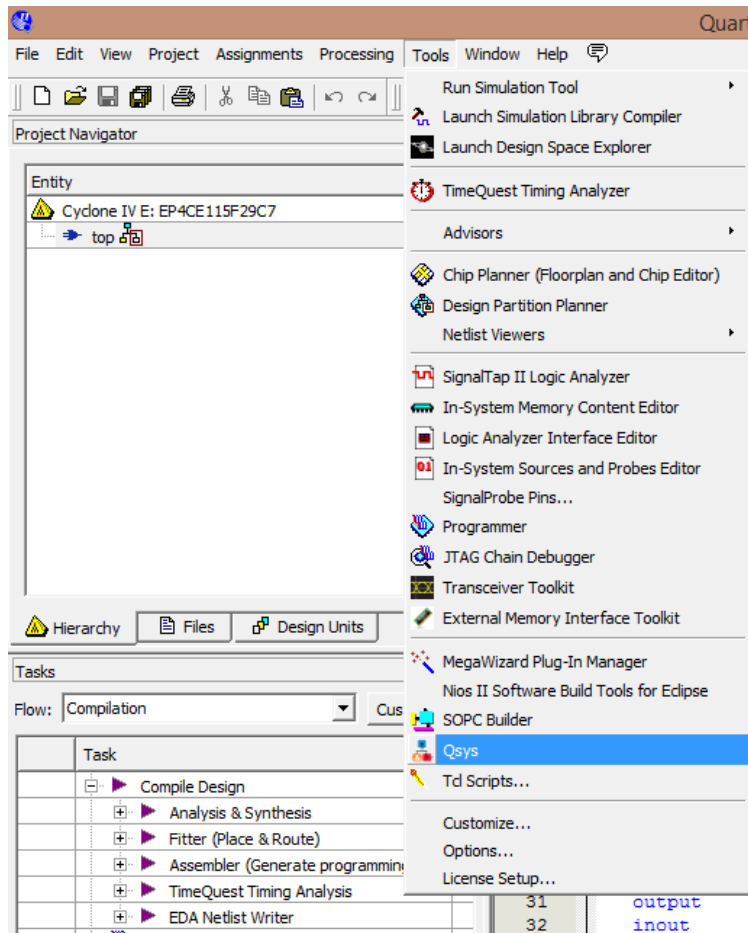 Quar
File Edit View Project Assignments Processing Tools Window Help
Project Navigator
Entity
Cyclone IV E: EP4CE115F29C7
top
Hierarchy Files Design Units
Tasks
Flow: Compilation Cus
Task
Compile Design
Analysis & Synthesis
Fitter (Place & Route)
Assembler (Generate programming
TimeQuest Timing Analysis
EDA Netlist Writer
Run Simulation Tool
Launch Simulation Library Compiler
Launch Design Space Explorer
TimeQuest Timing Analyzer
Advisors
Chip Planner (Floorplan and Chip Editor)
Design Partition Planner
Netlist Viewers
SignalTap II Logic Analyzer
In-System Memory Content Editor
Logic Analyzer Interface Editor
In-System Sources and Probes Editor
SignalProbe Pins...
Programmer
JTAG Chain Debugger
Transceiver Toolkit
External Memory Interface Toolkit
MegaWizard Plug-In Manager
Nios II Software Build Tools for Eclipse
SOPC Builder
Qsys
Tcl Scripts...
Customize...
Options...
License Setup...
31 output
32 inout